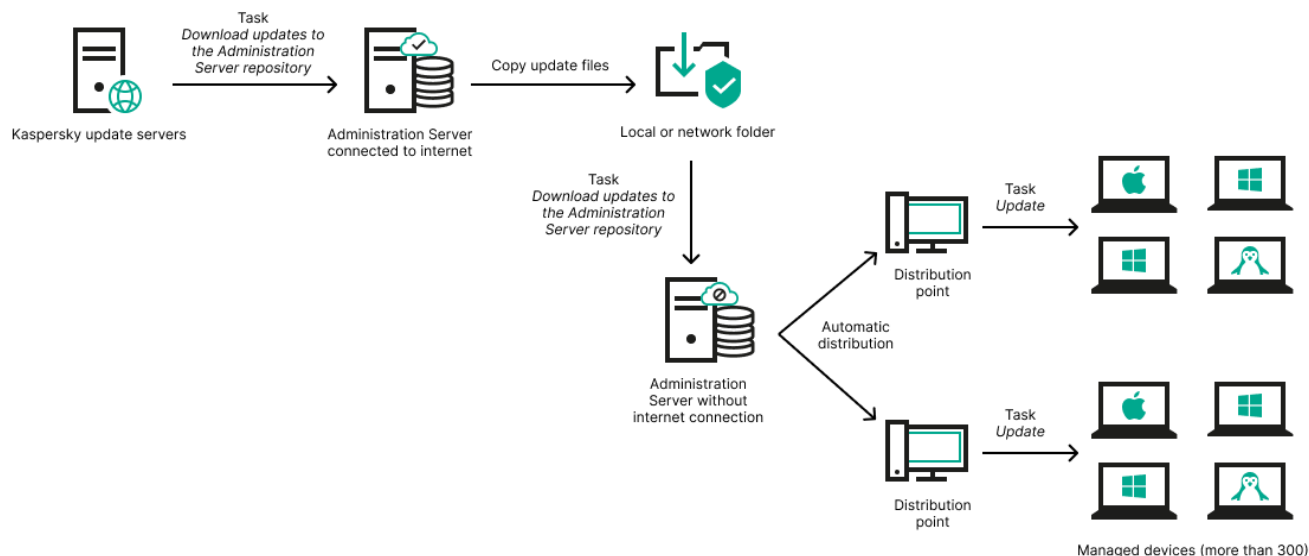 Task
Download updates to
the Administration
Server repository
Kaspersky update servers
Administration Server
connected to internet
Copy update files
Local or network folder
Task
Download updates to
the Administration
Server repository
Administration
Server without
internet connection
Automatic
distribution
Distribution
point
Task
Update
Distribution
point
Task
Update
Managed devices (more than 300)